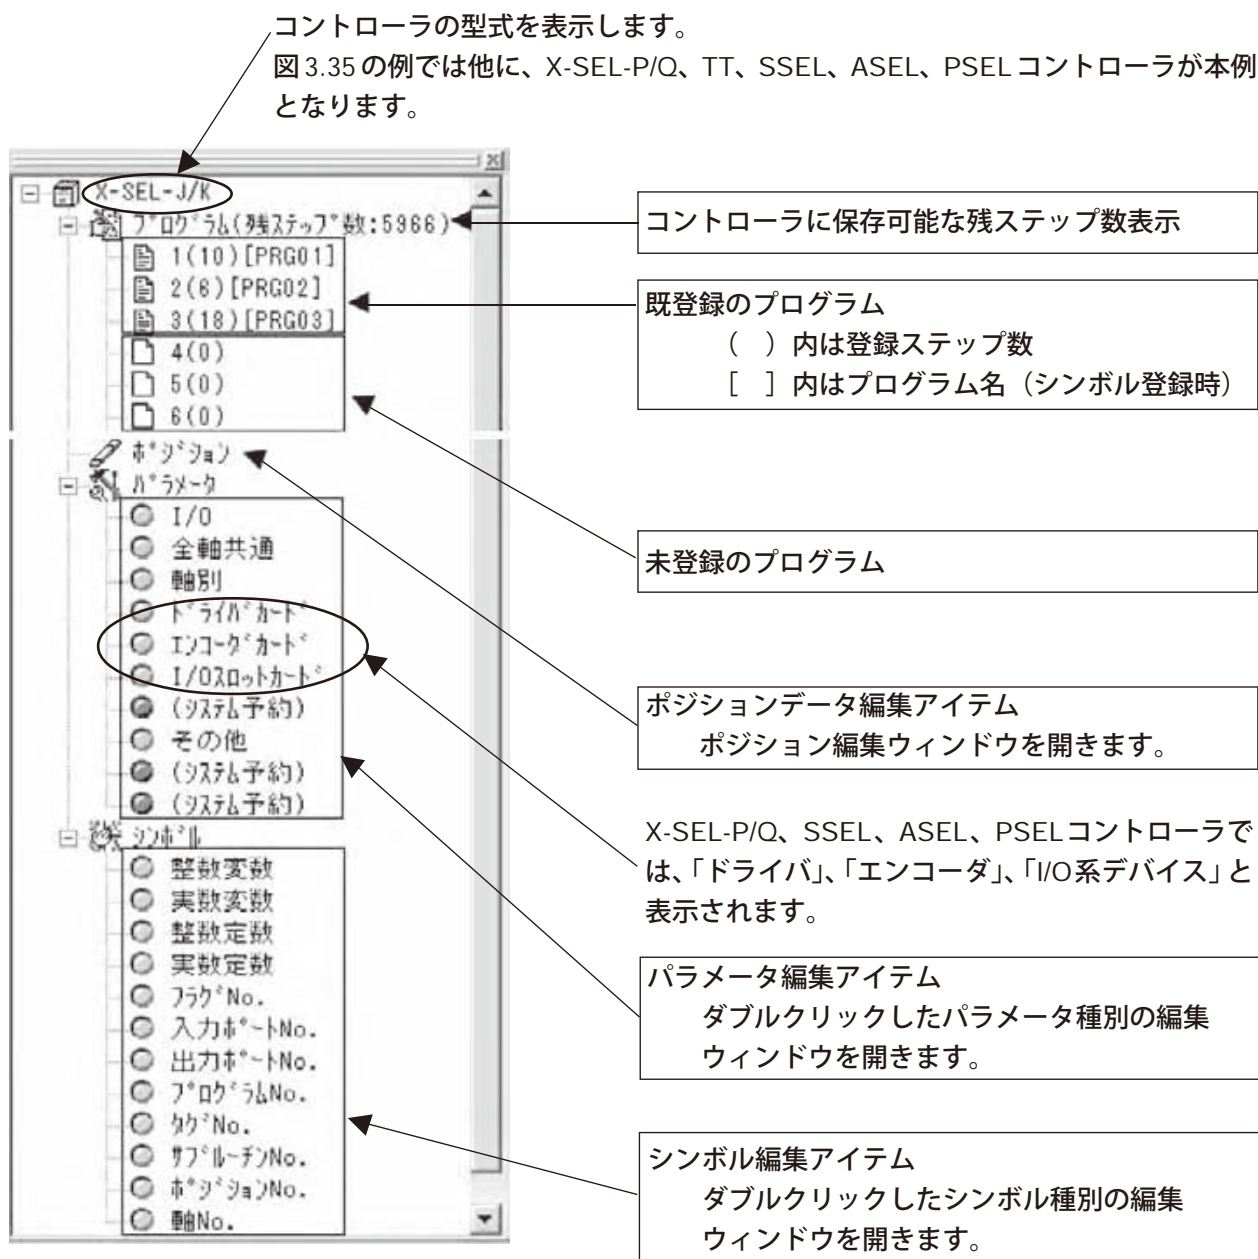 コントローラの型式を表示します。
図3.35の例では他に、X-SEL-P/Q、TT、SSEL、ASEL、PSELコントローラが本例
となります。
X-SEL-J/K
ﾌﾟﾛｸﾞﾗﾑ(残ｽﾃｯﾌﾟ数:5966)
1(10)[PRG01]
2(6)[PRG02]
3(18)[PRG03]
4(0)
5(0)
6(0)
ﾎﾟｼﾞｼｮﾝ
ﾊﾟﾗﾒｰﾀ
I/O
全軸共通
軸別
ﾄﾞﾗｲﾊﾞｶｰﾄﾞ
ｴﾝｺｰﾀﾞｶｰﾄﾞ
I/Oｽﾛｯﾄｶｰﾄﾞ
(ｼｽﾃﾑ予約)
その他
(ｼｽﾃﾑ予約)
(ｼｽﾃﾑ予約)
ｼﾝﾎﾞﾙ
整数変数
実数変数
整数定数
実数定数
ﾌﾗｸﾞNo.
入力ﾎﾟｰﾄNo.
出力ﾎﾟｰﾄNo.
ﾌﾟﾛｸﾞﾗﾑNo.
ﾀｸﾞNo.
ｻﾌﾞﾙｰﾁﾝNo.
ﾎﾟｼﾞｼｮﾝNo.
軸No.
コントローラに保存可能な残ステップ数表示
既登録のプログラム
（　）内は登録ステップ数
［　］内はプログラム名（シンボル登録時）
未登録のプログラム
ポジションデータ編集アイテム
ポジション編集ウィンドウを開きます。
X-SEL-P/Q、SSEL、ASEL、PSELコントローラで
は、「ドライバ」、「エンコーダ」、「I/O系デバイス」と
表示されます。
パラメータ編集アイテム
ダブルクリックしたパラメータ種別の編集
ウィンドウを開きます。
シンボル編集アイテム
ダブルクリックしたシンボル種別の編集
ウィンドウを開きます。